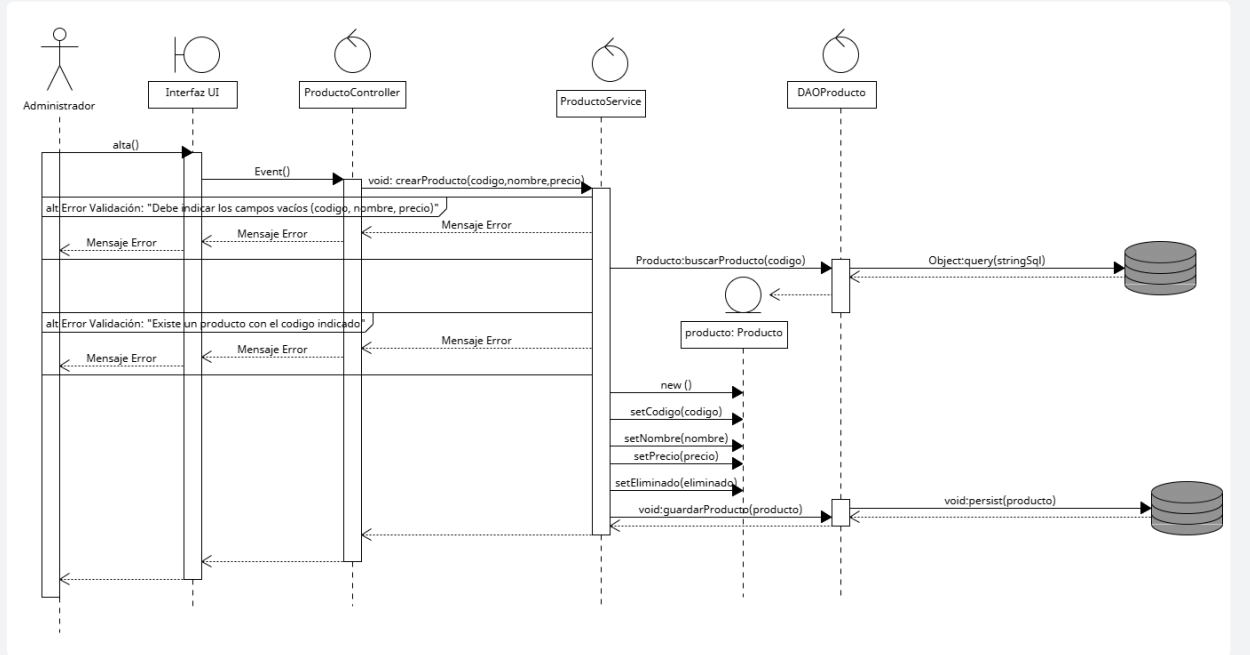 Administrador
Interfaz UI
ProductoController
ProductoService
DAOProducto
alta()
Event()
void: crearProducto(codigo,nombre,precio)
alt Error Validación: "Debe indicar los campos vacíos (codigo, nombre, precio)"
Mensaje Error
Mensaje Error
Mensaje Error
Producto:buscarProducto(codigo)
Object:query(stringSql)
alt Error Validación: "Existe un producto con el codigo indicado"
producto: Producto
Mensaje Error
Mensaje Error
Mensaje Error
new ()
setCodigo(codigo)
setNombre(nombre)
setPrecio(precio)
setEliminado(eliminado)
void:guardarProducto(producto)
void:persist(producto)